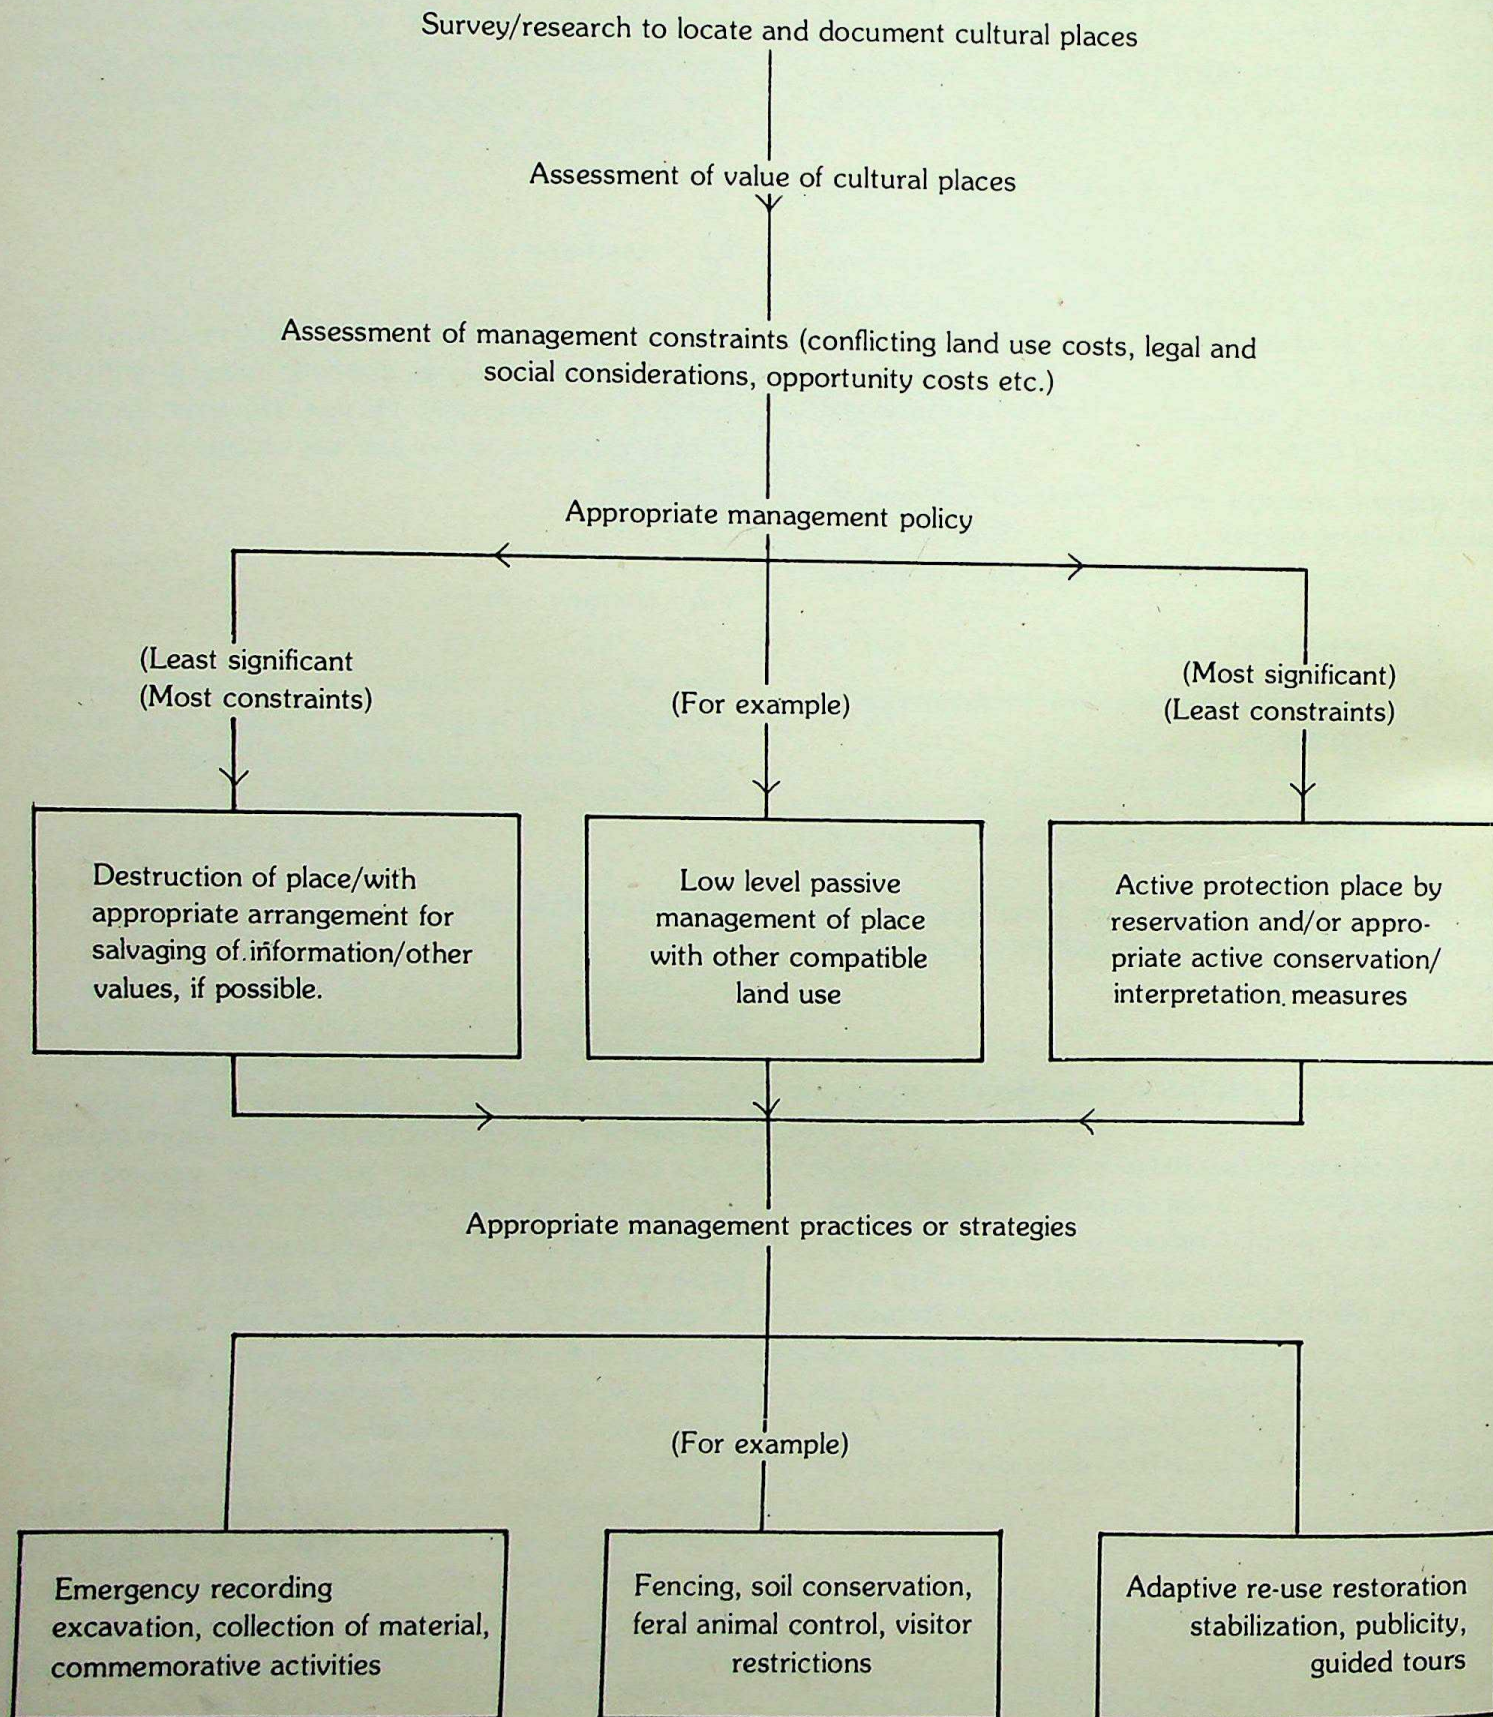 Survey/research to locate and document cultural places
Assessment of value of cultural places
Assessment of management constraints (conflicting land use costs, legal and
social considerations, opportunity costs etc.)
Appropriate management policy
(Least significant
(Most constraints)
(For example)
(Most significant)
(Least constraints)
Destruction of place/with
appropriate arrangement for
salvaging of information/other
values, if possible.
Low level passive
management of place
with other compatible
land use
Active protection place by
reservation and/or appro-
priate active conservation/
interpretation measures
Appropriate management practices or strategies
(For example)
Emergency recording
excavation, collection of material,
commemorative activities
Fencing, soil conservation,
feral animal control, visitor
restrictions
Adaptive re-use restoration
stabilization, publicity,
guided tours